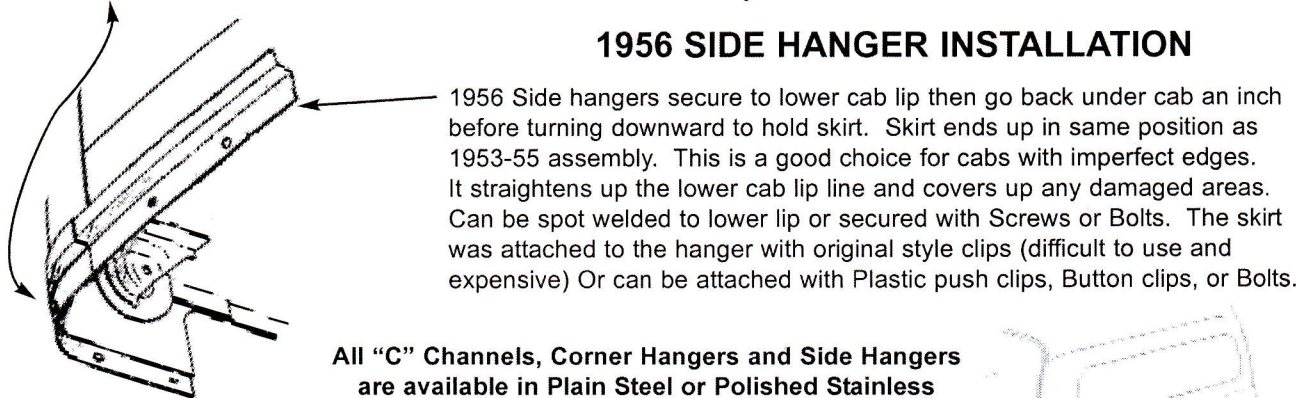 1956 SIDE HANGER INSTALLATION
1956 Side hangers secure to lower cab lip then go back under cab an inch
before turning downward to hold skirt. Skirt ends up in same position as
1953-55 assembly. This is a good choice for cabs with imperfect edges.
It straightens up the lower cab lip line and covers up any damaged areas.
Can be spot welded to lower lip or secured with Screws or Bolts. The skirt
was attached to the hanger with original style clips (difficult to use and
expensive) Or can be attached with Plastic push clips, Button clips, or Bolts.
All “C” Channels, Corner Hangers and Side Hangers
are available in Plain Steel or Polished Stainless